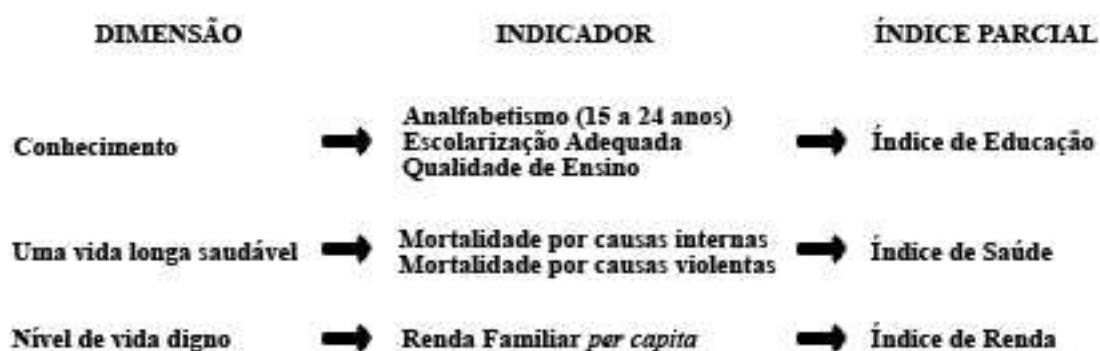 DIMENSÃO INDICADOR ÍNDICE PARCIAL
Conhecimento
Analfabetismo (15 a 24 anos)
Escolarização Adequada
Qualidade de Ensino
Índice de Educação
Uma vida longa saudável
Mortalidade por causas internas
Mortalidade por causas violentas
Índice de Saúde
Nível de vida digno
Renda Familiar per capita
Índice de Renda